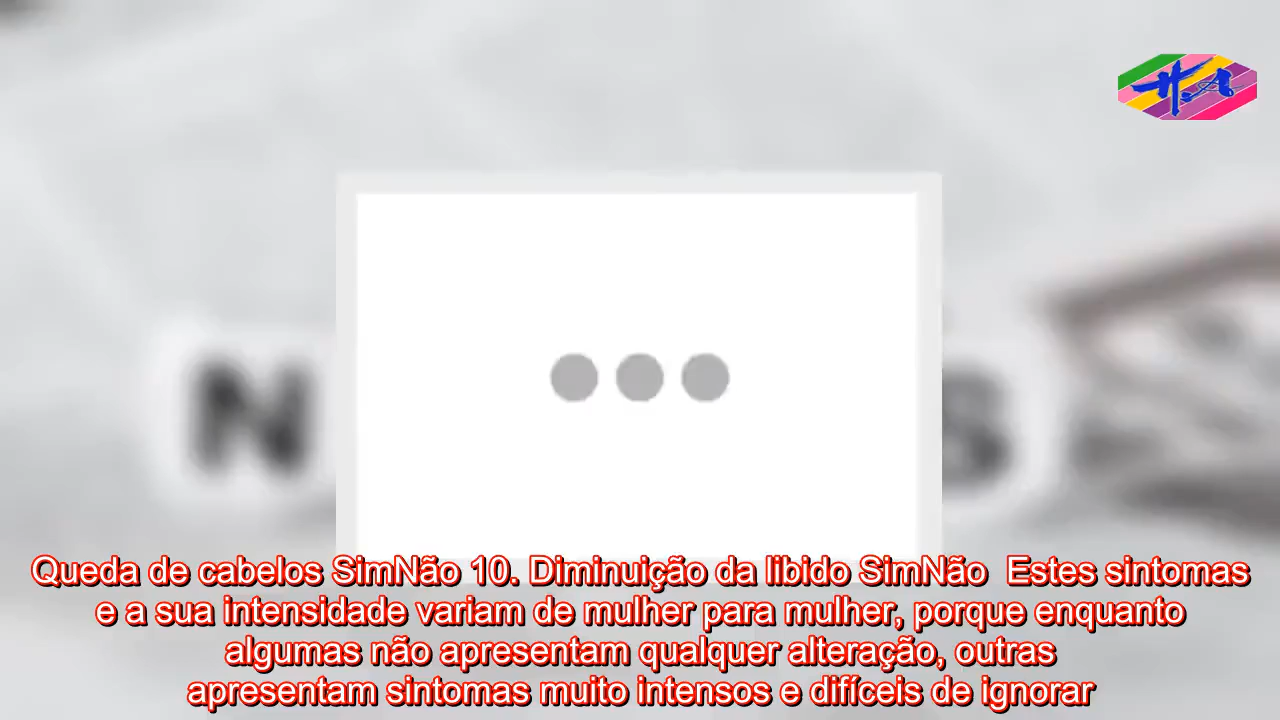 N S
Queda de cabelos SimNão 10. Diminuição da libido SimNão Estes sintomas
e a sua intensidade variam de mulher para mulher, porque enquanto
algumas não apresentam qualquer alteração, outras
apresentam sintomas muito intensos e difíceis de ignorar